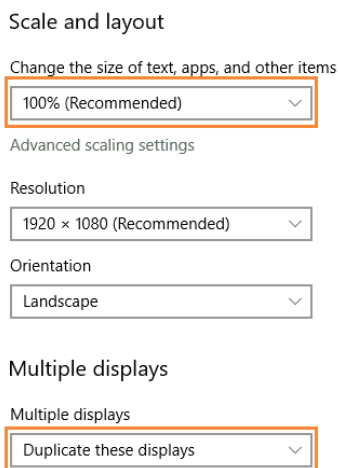 Scale and layout
Change the size of text, apps, and other items
100% (Recommended)
Advanced scaling settings
Resolution
1920 × 1080 (Recommended)
Orientation
Landscape
Multiple displays
Multiple displays
Duplicate these displays